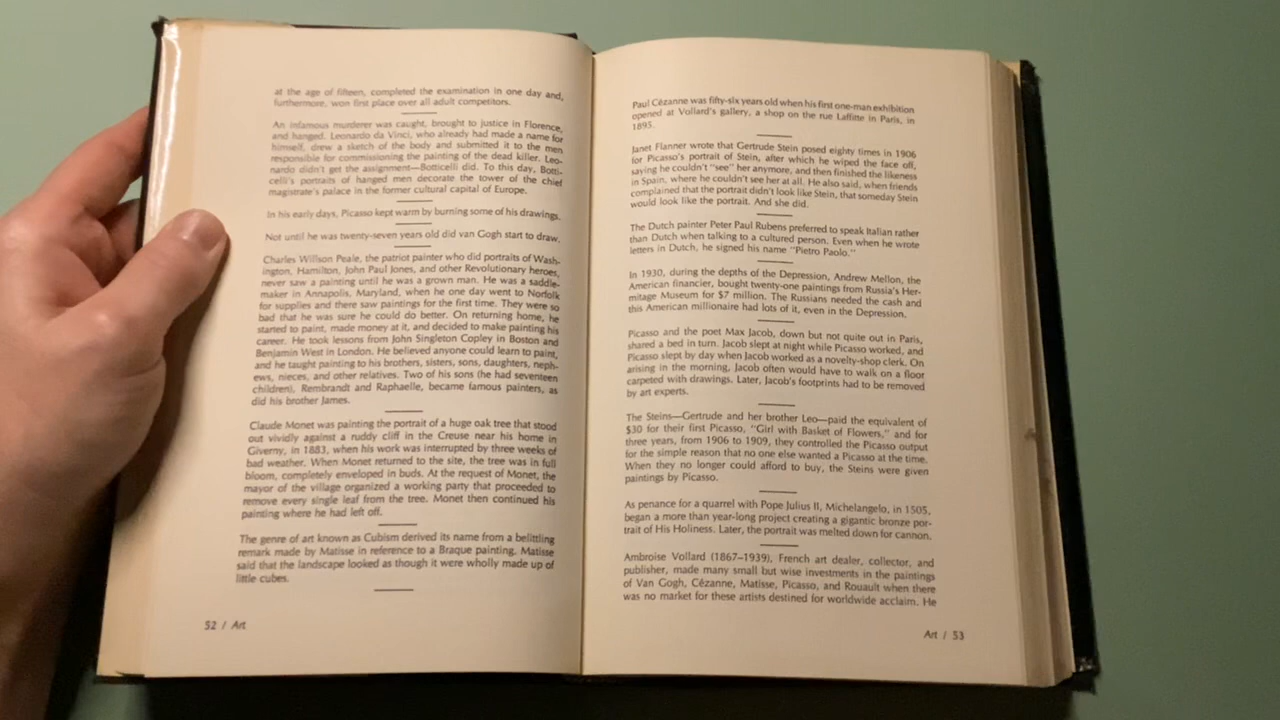 at the age of fifteen, completed the examination in one day and,
furthermore, won first place over all adult competitors.
An infamous murderer was caught, brought to justice in Florence,
and hanged. Leonardo da Vinci, who already had made a name for
himself, drew a sketch of the body and submitted it to the men
responsible for commissioning the painting of the dead killer. Leo-
nardo didn't get the assignment—Botticelli did. To this day, Botti-
celli's portraits of hanged men decorate the tower of the chief
magistrate's palace in the former cultural capital of Europe.
In his early days, Picasso kept warm by burning some of his drawings.
Not until he was twenty-seven years old did van Gogh start to draw.
Charles Willson Peale, the patriot painter who did portraits of Wash-
ington, Hamilton, John Paul Jones, and other Revolutionary heroes,
never saw a painting until he was a grown man. He was a saddle-
maker in Annapolis, Maryland, when he one day went to Norfolk
for supplies and there saw paintings for the first time. They were so
bad that he was sure he could do better. On returning home, he
started to paint, made money at it, and decided to make painting his
career. He took lessons from John Singleton Copley in Boston and
Benjamin West in London. He believed anyone could learn to paint,
and he taught painting to his brothers, sisters, sons, daughters, neph-
ews, nieces, and other relatives. Two of his sons (he had seventeen
children), Rembrandt and Raphaelle, became famous painters, as
did his brother James.
Claude Monet was painting the portrait of a huge oak tree that stood
out vividly against a ruddy cliff in the Creuse near his home in
Giverny, in 1883, when his work was interrupted by three weeks of
bad weather. When Monet returned to the site, the tree was in full
bloom, completely enveloped in buds. At the request of Monet, the
mayor of the village organized a working party that proceeded to
remove every single leaf from the tree. Monet then continued his
painting where he had left off.
The genre of art known as Cubism derived its name from a belittling
remark made by Matisse in reference to a Braque painting. Matisse
said that the landscape looked as though it were wholly made up of
little cubes.
52 / Art
Paul Cézanne was fifty-six years old when his first one-man exhibition
opened at Vollard's gallery, a shop on the rue Laffitte in Paris, in
1895.
Janet Flanner wrote that Gertrude Stein posed eighty times in 1906
for Picasso's portrait of Stein, after which he wiped the face off,
saying he couldn't "see" her anymore, and then finished the likeness
in Spain, where he couldn't see her at all. He also said, when friends
complained that the portrait didn't look like Stein, that someday Stein
would look like the portrait. And she did.
The Dutch painter Peter Paul Rubens preferred to speak Italian rather
than Dutch when talking to a cultured person. Even when he wrote
letters in Dutch, he signed his name "Pietro Paolo."
In 1930, during the depths of the Depression, Andrew Mellon, the
American financier, bought twenty-one paintings from Russia's Her-
mitage Museum for $7 million. The Russians needed the cash and
this American millionaire had lots of it, even in the Depression.
Picasso and the poet Max Jacob, down but not quite out in Paris,
shared a bed in turn. Jacob slept at night while Picasso worked, and
Picasso slept by day when Jacob worked as a novelty-shop clerk. On
arising in the morning, Jacob often would have to walk on a floor
carpeted with drawings. Later, Jacob's footprints had to be removed
by art experts.
The Steins—Gertrude and her brother Leo—paid the equivalent of
$30 for their first Picasso, "Girl with Basket of Flowers," and for
three years, from 1906 to 1909, they controlled the Picasso output
for the simple reason that no one else wanted a Picasso at the time.
When they no longer could afford to buy, the Steins were given
paintings by Picasso.
As penance for a quarrel with Pope Julius II, Michelangelo, in 1505,
began a more than year-long project creating a gigantic bronze por-
trait of His Holiness. Later, the portrait was melted down for cannon.
Ambroise Vollard (1867–1939), French art dealer, collector, and
publisher, made many small but wise investments in the paintings
of Van Gogh, Cézanne, Matisse, Picasso, and Rouault when there
was no market for these artists destined for worldwide acclaim. He
Art / 53